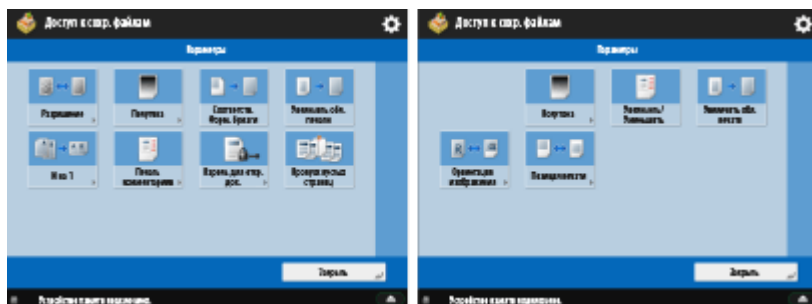 Доступ к сохр. файлам
Параметры
Разрешение
Полутона
Соответств.
Форм. бумаги
Увеличить обл.
печати
N на 1
Печать
комментариев
Пароль для откр.
док.
Пропуск пустых
страниц
Закрыть
Доступ к сохр. файлам
Параметры
Полутона
Увеличить/
Уменьшить
Увеличить обл.
печати
Ориентация
изображения
Закрыть